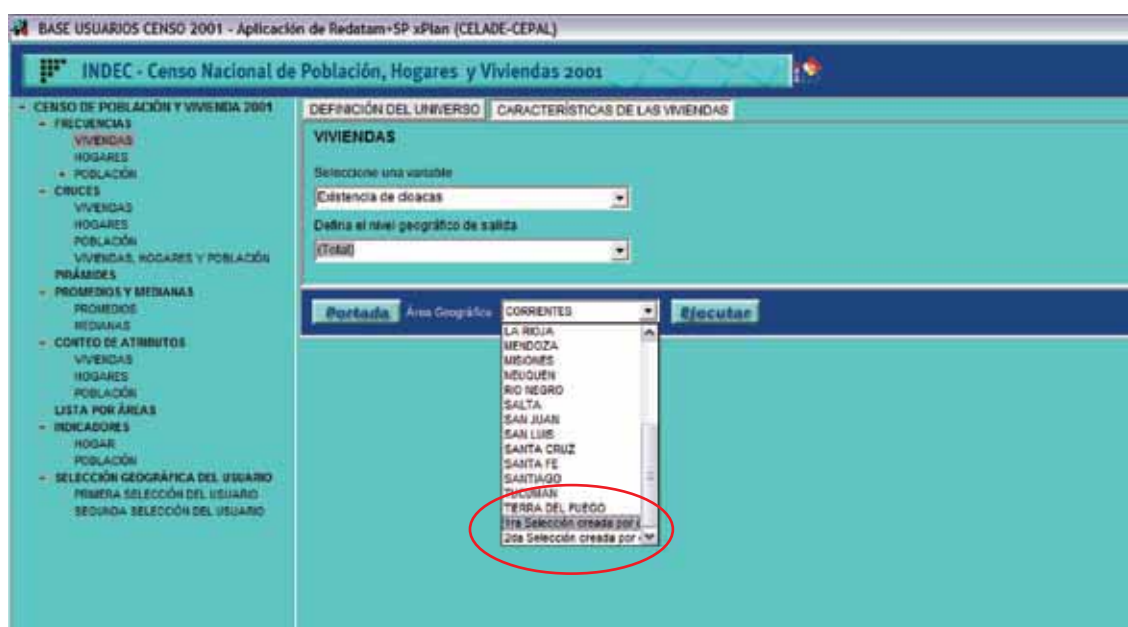 BASE USUARIOS CENSO 2001 - Aplicación de Redatam+SP xPlan (CELADE-CEPAL)
INDEC - Censo Nacional de Población, Hogares y Viviendas 2001
CENSO DE POBLACIÓN Y VIVIENDA 2001
FRECUENCIAS
VIVIENDAS
HOGARES
POBLACIÓN
CRUCES
VIVIENDAS
HOGARES
POBLACIÓN
VIVIENDAS, HOGARES Y POBLACIÓN
PIRÁMIDES
PROMEDIOS Y MEDIANAS
PROMEDIOS
MEDIANAS
CONTEO DE ATRIBUTOS
VIVIENDAS
HOGARES
POBLACIÓN
LISTA POR ÁREAS
INDICADORES
HOGAR
POBLACIÓN
SELECCIÓN GEOGRÁFICA DEL USUARIO
PRIMERA SELECCIÓN DEL USUARIO
SEGUNDA SELECCIÓN DEL USUARIO
DEFINICIÓN DEL UNIVERSO CARACTERÍSTICAS DE LAS VIVIENDAS
VIVIENDAS
Seleccione una variable
Existencia de cloacas
Defina el nivel geográfico de salida
(Total)
Portada Área Geográfica CORRIENTES Ejecutar
LA RIOJA
MENDOZA
MISIONES
NEUQUEN
RIO NEGRO
SALTA
SAN JUAN
SAN LUIS
SANTA CRUZ
SANTA FE
SANTIAGO
TUCUMAN
TIERRA DEL FUEGO
1ra Selección creada por
2da Selección creada por